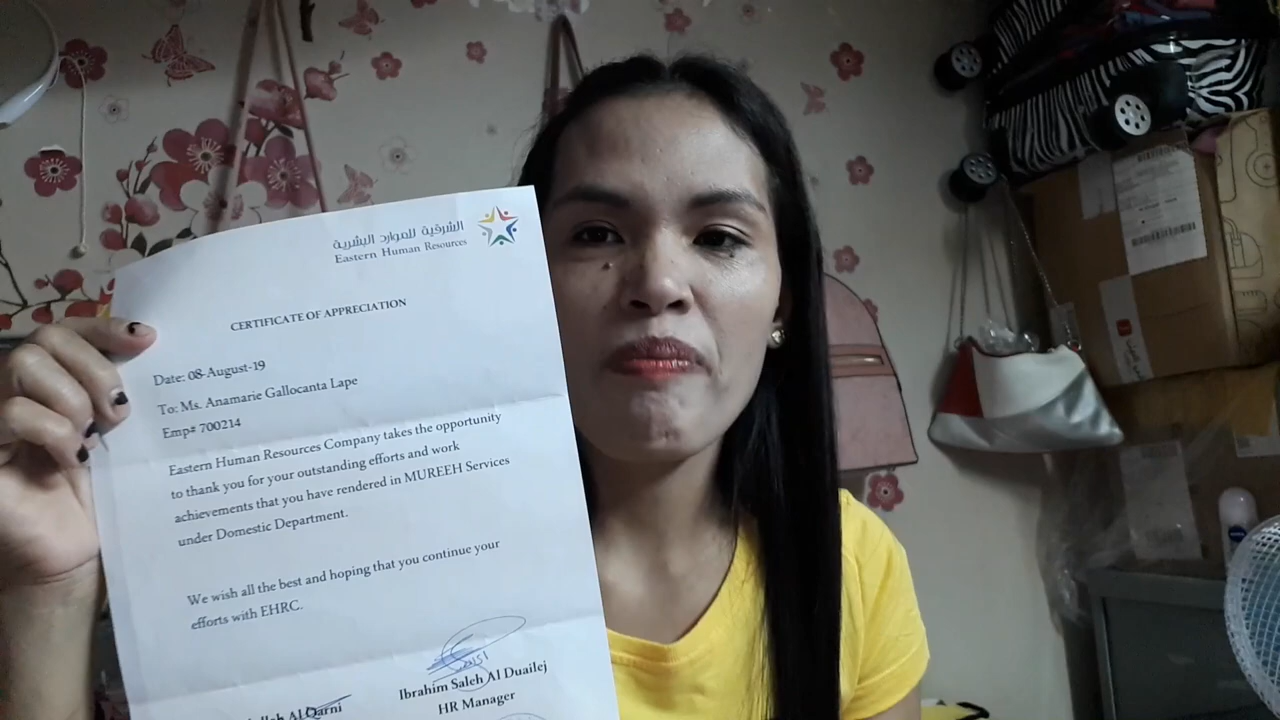 الشرقية للموارد البشرية
Eastern Human Resources
CERTIFICATE OF APPRECIATION
Date: 08-August-19
To: Ms. Anamarie Gallocanta Lape
Emp# 700214
Eastern Human Resources Company takes the opportunity
to thank you for your outstanding efforts and work
achievements that you have rendered in MUREEH Services
under Domestic Department.
We wish all the best and hoping that you continue your
efforts with EHRC.
Ibrahim Saleh Al Duailej
Al Qarni
HR Manager